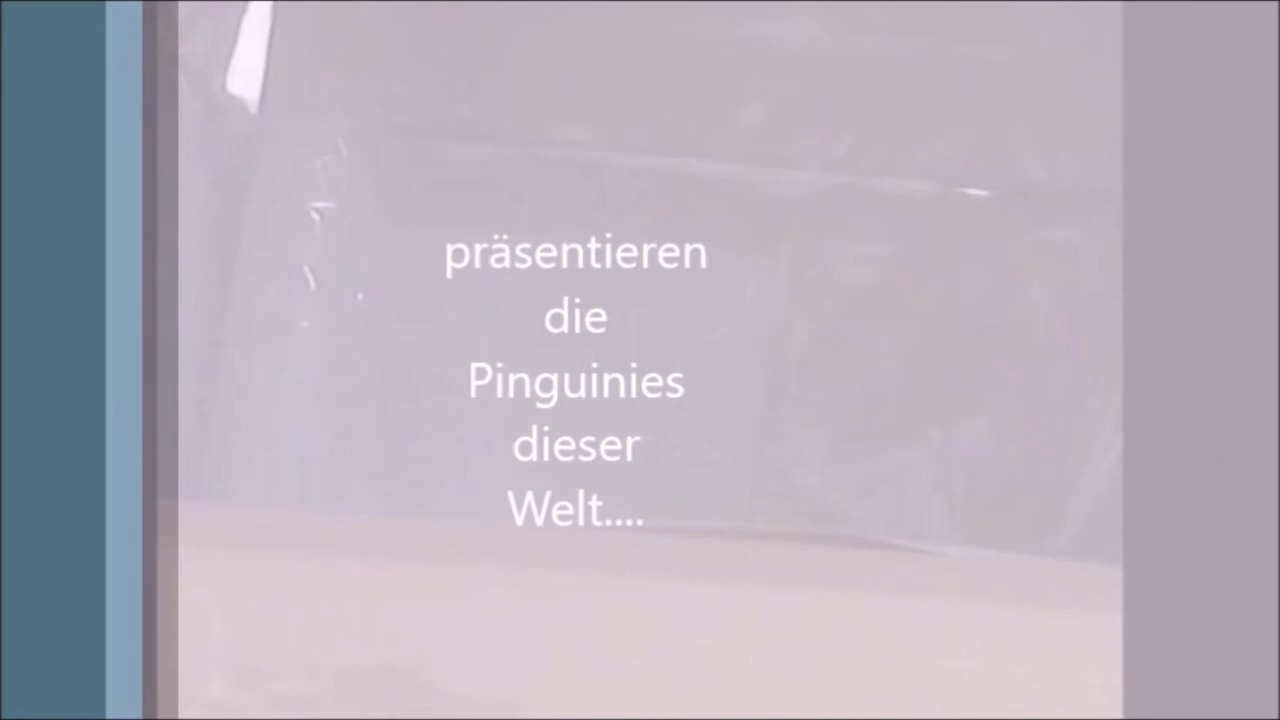 präsentieren
die
Pinguinies
dieser
Welt....